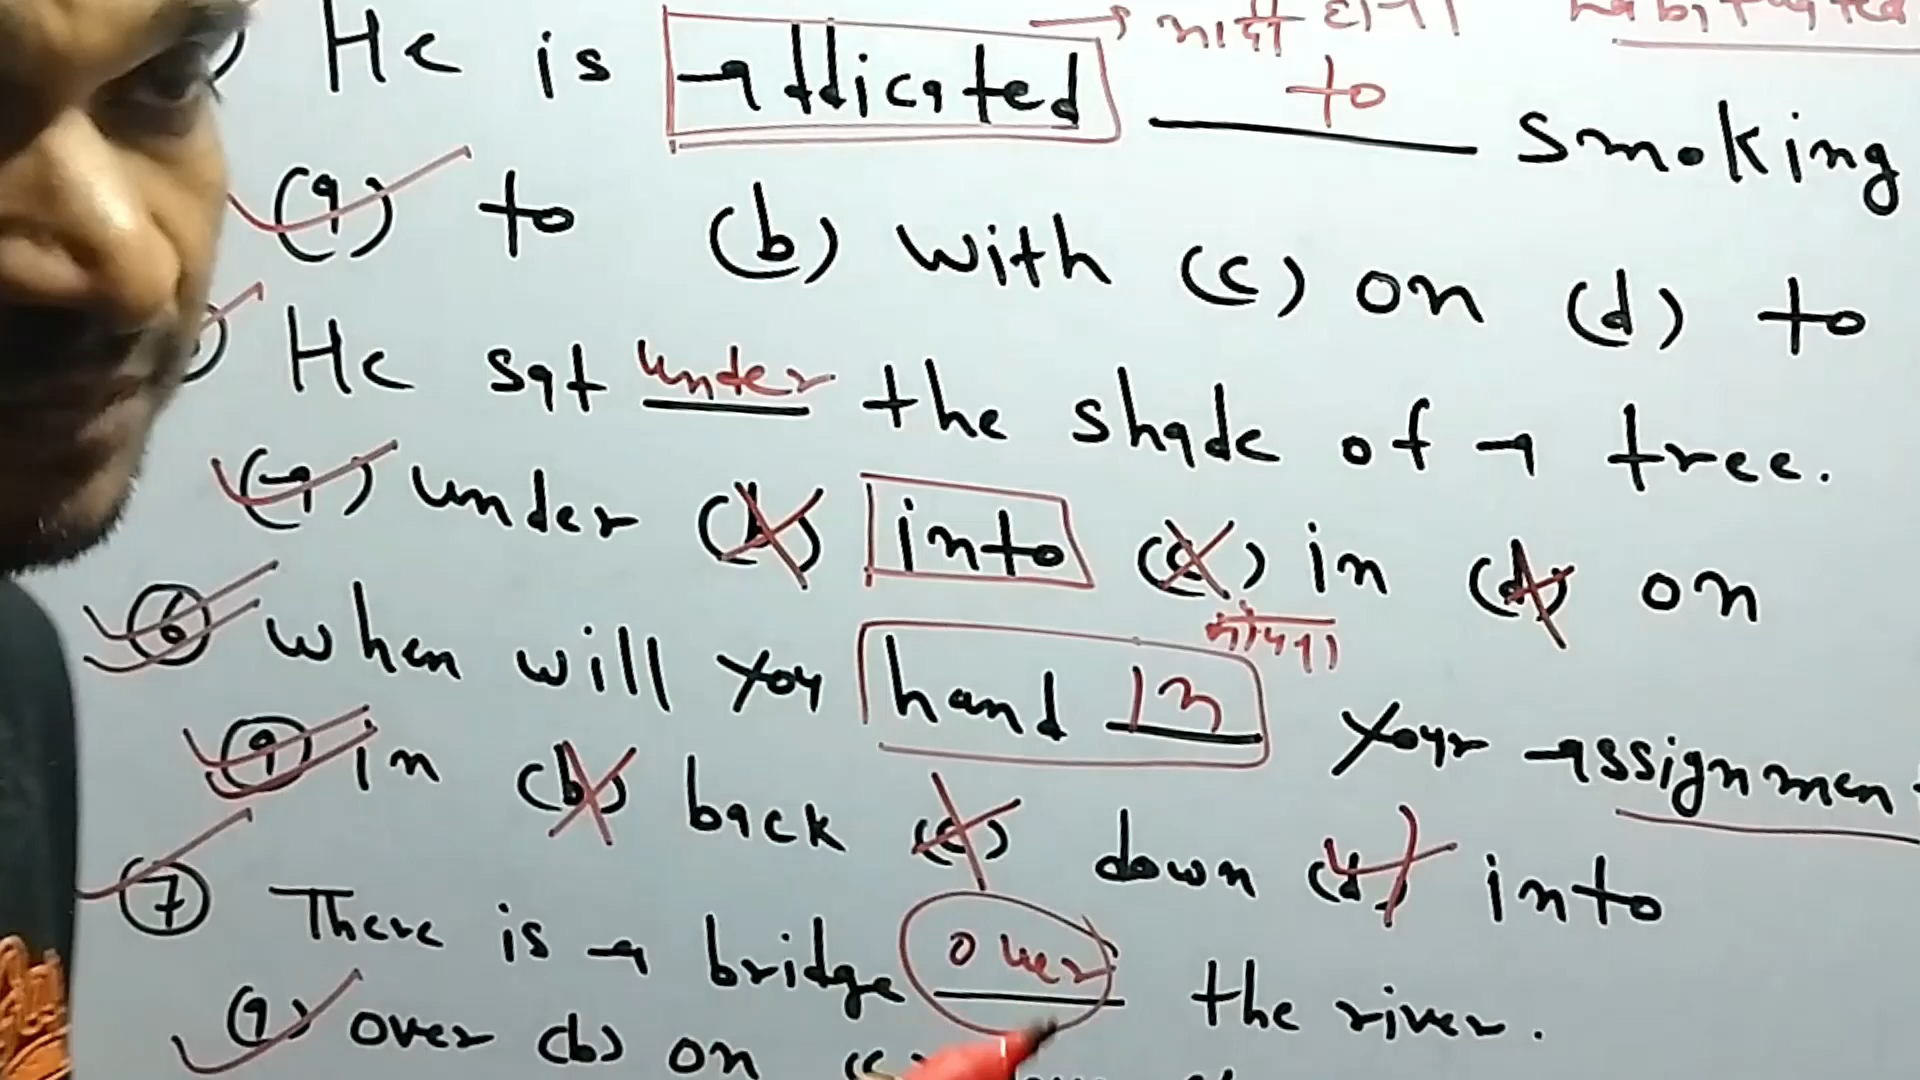 He is addicated to smoking
(a) to (b) with (c) on (d) to
He sat under the shade of a tree.
(a) under (b) into (c) in (d) on
6 when will you hand in your assignmen
(a) in (b) back (c) down (d) into
7 There is a bridge over the river.
(a) over (b) on